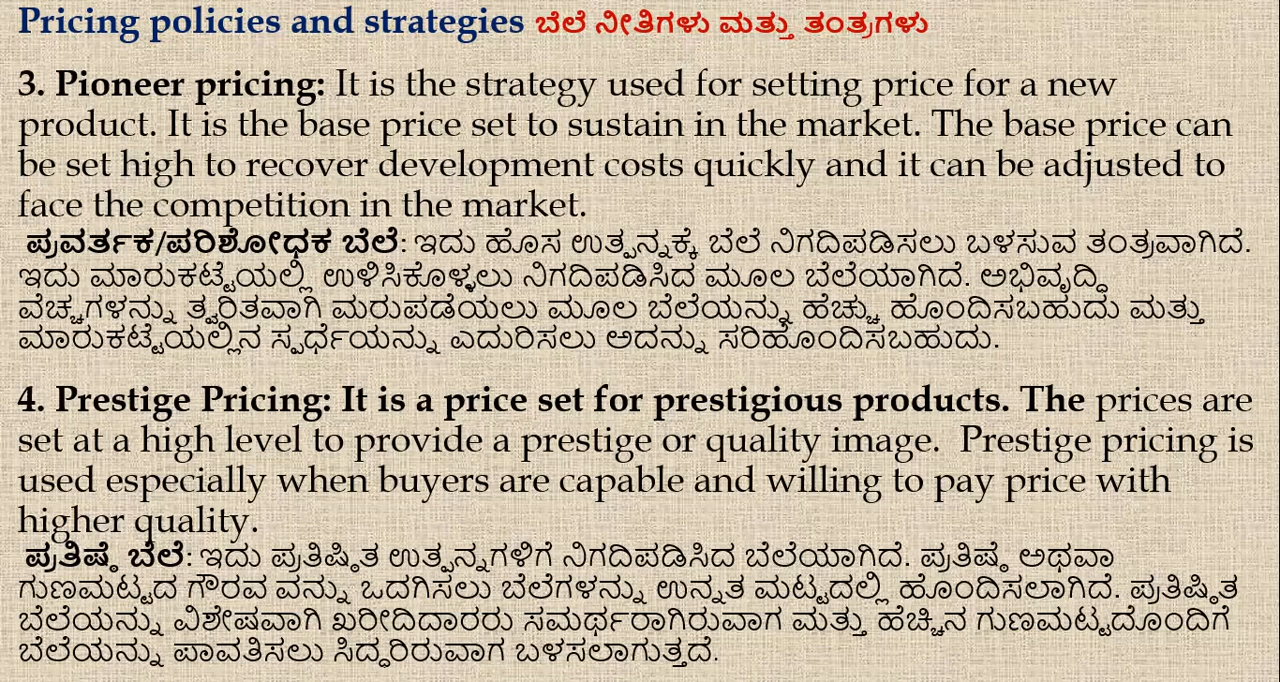 Pricing policies and strategies ಬೆಲೆ ನೀತಿಗಳು ಮತ್ತು ತಂತ್ರಗಳು
3. Pioneer pricing: It is the strategy used for setting price for a new
product. It is the base price set to sustain in the market. The base price can
be set high to recover development costs quickly and it can be adjusted to
face the competition in the market.
ಪ್ರವರ್ತಕ/ಪರಿಶೋಧಕ ಬೆಲೆ: ಇದು ಹೊಸ ಉತ್ಪನ್ನಕ್ಕೆ ಬೆಲೆ ನಿಗದಿಪಡಿಸಲು ಬಳಸುವ ತಂತ್ರವಾಗಿದೆ.
ಇದು ಮಾರುಕಟ್ಟೆಯಲ್ಲಿ ಉಳಿಸಿಕೊಳ್ಳಲು ನಿಗದಿಪಡಿಸಿದ ಮೂಲ ಬೆಲೆಯಾಗಿದೆ. ಅಭಿವೃದ್ಧಿ
ವೆಚ್ಚಗಳನ್ನು ತ್ವರಿತವಾಗಿ ಮರುಪಡೆಯಲು ಮೂಲ ಬೆಲೆಯನ್ನು ಹೆಚ್ಚು ಹೊಂದಿಸಬಹುದು ಮತ್ತು
ಮಾರುಕಟ್ಟೆಯಲ್ಲಿನ ಸ್ಪರ್ಧೆಯನ್ನು ಎದುರಿಸಲು ಅದನ್ನು ಸರಿಹೊಂದಿಸಬಹುದು.
4. Prestige Pricing: It is a price set for prestigious products. The prices are
set at a high level to provide a prestige or quality image. Prestige pricing is
used especially when buyers are capable and willing to pay price with
higher quality.
ಪ್ರತಿಷ್ಠೆ ಬೆಲೆ: ಇದು ಪ್ರತಿಷ್ಠಿತ ಉತ್ಪನ್ನಗಳಿಗೆ ನಿಗದಿಪಡಿಸಿದ ಬೆಲೆಯಾಗಿದೆ. ಪ್ರತಿಷ್ಠೆ ಅಥವಾ
ಗುಣಮಟ್ಟದ ಗೌರವ ವನ್ನು ಒದಗಿಸಲು ಬೆಲೆಗಳನ್ನು ಉನ್ನತ ಮಟ್ಟದಲ್ಲಿ ಹೊಂದಿಸಲಾಗಿದೆ. ಪ್ರತಿಷ್ಠಿತ
ಬೆಲೆಯನ್ನು ವಿಶೇಷವಾಗಿ ಖರೀದಿದಾರರು ಸಮರ್ಥರಾಗಿರುವಾಗ ಮತ್ತು ಹೆಚ್ಚಿನ ಗುಣಮಟ್ಟದೊಂದಿಗೆ
ಬೆಲೆಯನ್ನು ಪಾವತಿಸಲು ಸಿದ್ಧರಿರುವಾಗ ಬಳಸಲಾಗುತ್ತದೆ.